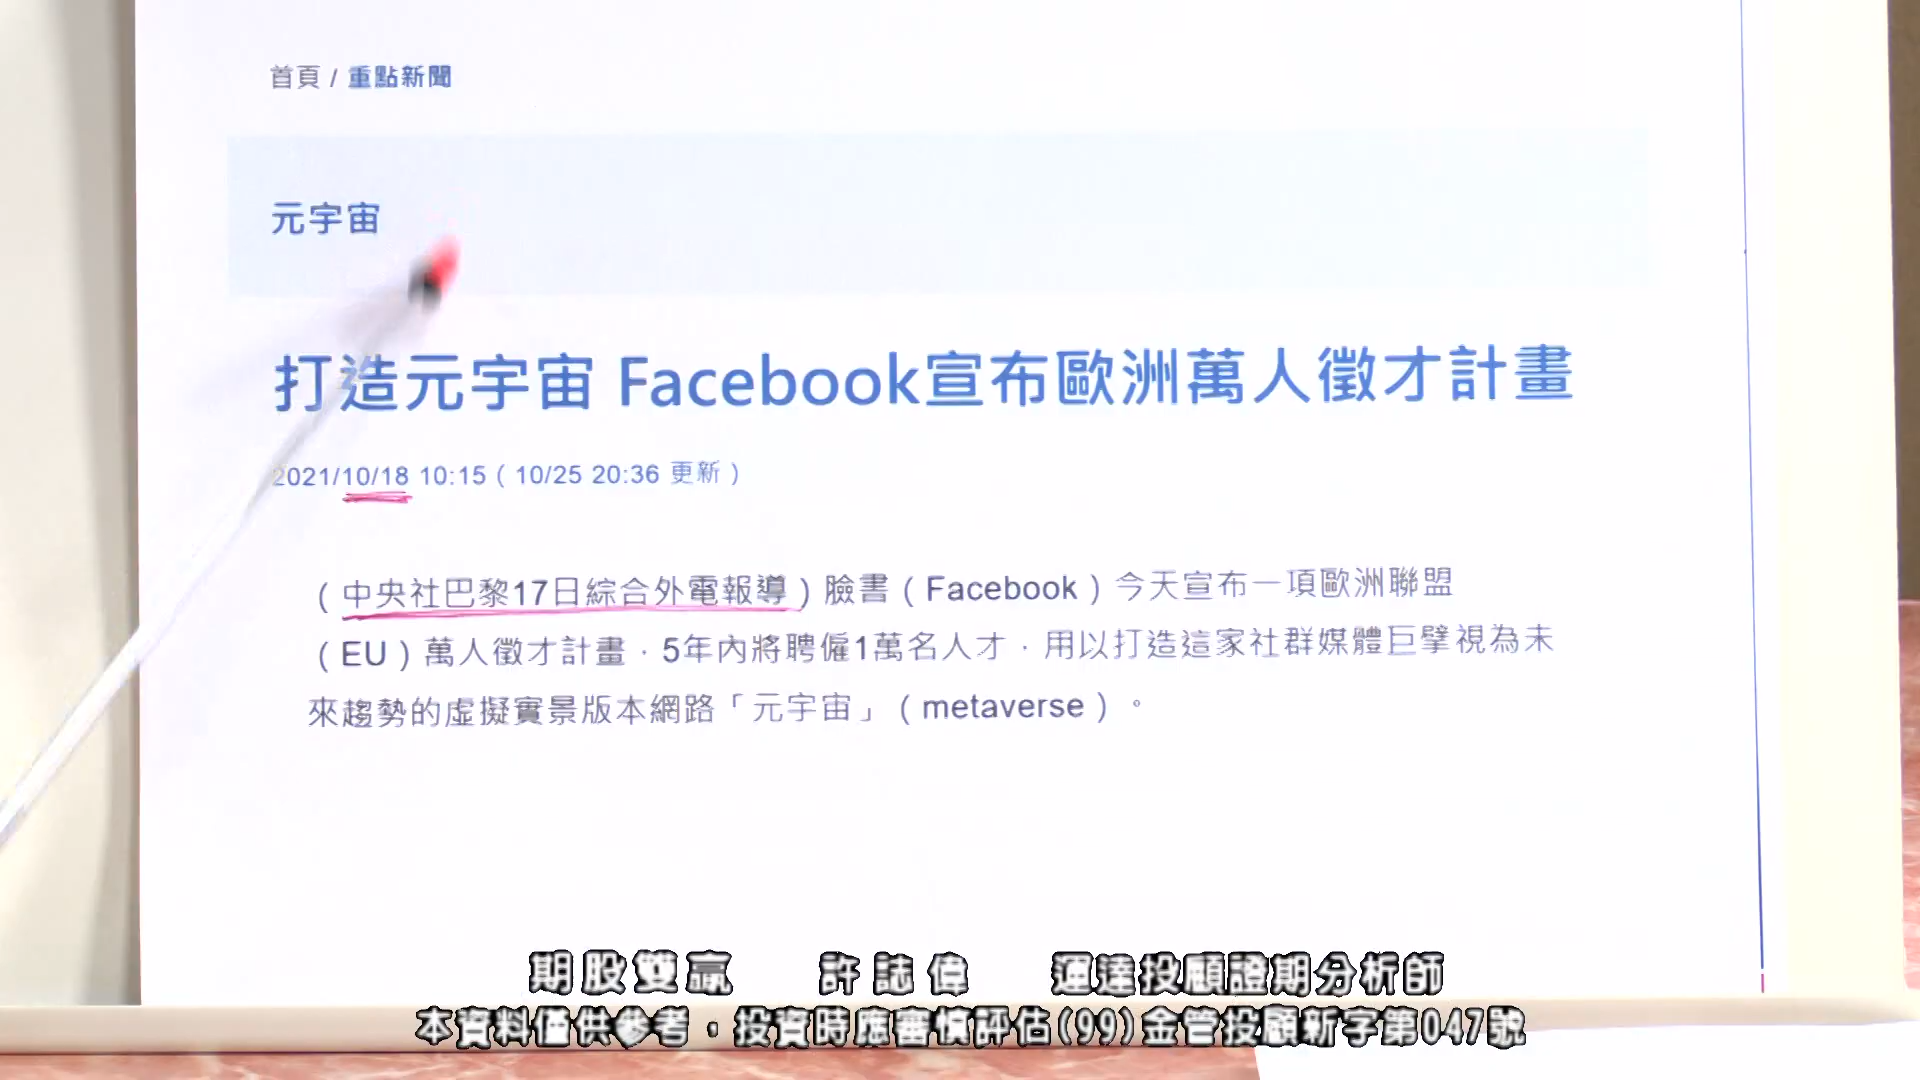 首頁 / 重點新聞
元宇宙
打造元宇宙 Facebook宣布歐洲萬人徵才計畫
2021/10/18 10:15（10/25 20:36 更新）
（中央社巴黎17日綜合外電報導）臉書（Facebook）今天宣布一項歐洲聯盟
（EU）萬人徵才計畫，5年內將聘僱1萬名人才，用以打造這家社群媒體巨擘視為未
來趨勢的虛擬實景版本網路「元宇宙」（metaverse）。
期股雙贏 許誌偉 運達投顧證期分析師
本資料僅供參考，投資時應審慎評估(99)金管投顧新字第047號